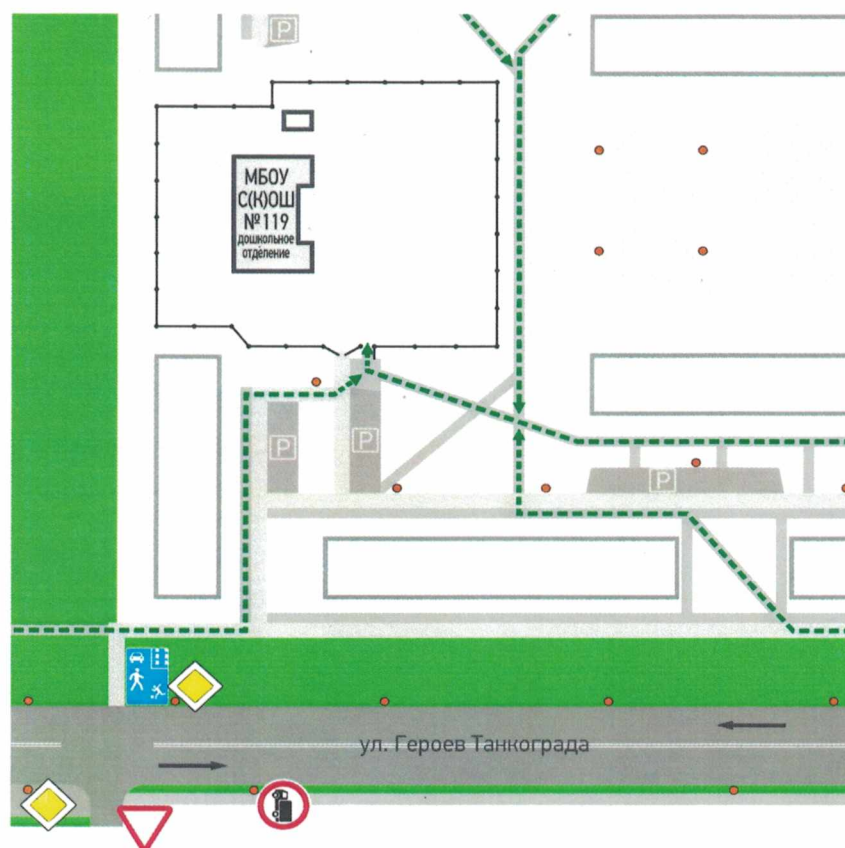 P
МБОУ
С(К)ОШ
№119
дошкольное
отделение
P
P
P
ул. Героев Танкограда